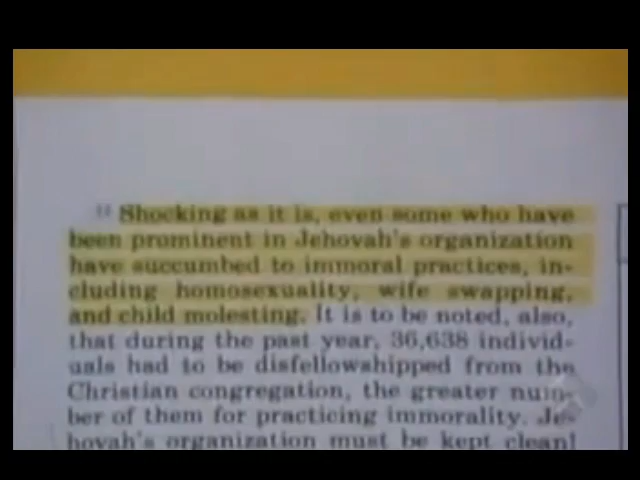 11 Shocking as it is, even some who have
been prominent in Jehovah's organization
have succumbed to immoral practices, in-
cluding homosexuality, wife swapping,
and child molesting. It is to be noted, also,
that during the past year, 36,638 individ-
uals had to be disfellowshipped from the
Christian congregation, the greater num-
ber of them for practicing immorality. Je-
hovah's organization must be kept clean!